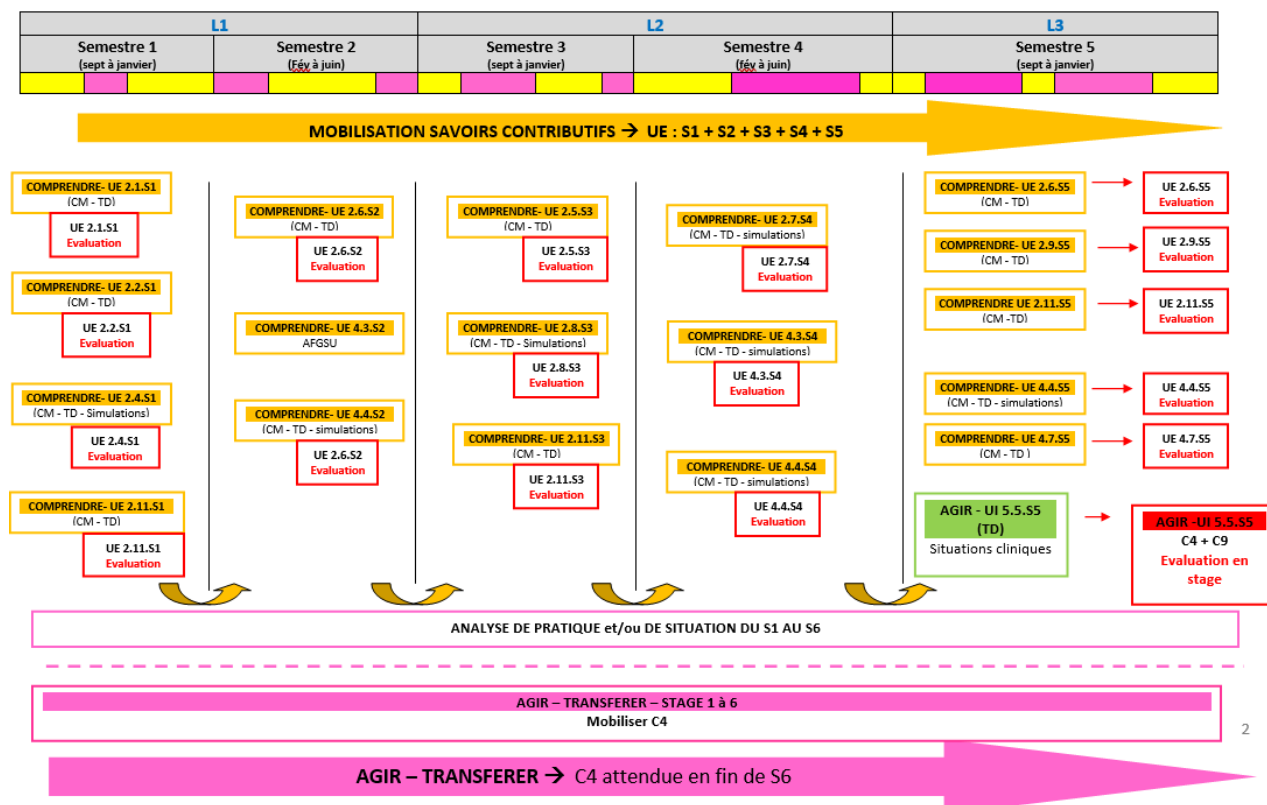 L1
L2
L3
Semestre 1
(sept à janvier)
Semestre 2
(Fév à juin)
Semestre 3
(sept à janvier)
Semestre 4
(fév à juin)
Semestre 5
(sept à janvier)
MOBILISATION SAVOIRS CONTRIBUTIFS → UE : S1 + S2 + S3 + S4 + S5
COMPRENDRE- UE 2.1.S1
(CM - TD)
UE 2.1.S1
Evaluation
COMPRENDRE- UE 2.2.S1
(CM - TD)
UE 2.2.S1
Evaluation
COMPRENDRE- UE 2.4.S1
(CM - TD - Simulations)
UE 2.4.S1
Evaluation
COMPRENDRE- UE 2.11.S1
(CM - TD)
UE 2.11.S1
Evaluation
COMPRENDRE- UE 2.6.S2
(CM - TD)
UE 2.6.S2
Evaluation
COMPRENDRE- UE 4.3.S2
AFGSU
COMPRENDRE- UE 4.4.S2
(CM - TD - simulations)
UE 2.6.S2
Evaluation
COMPRENDRE- UE 2.5.S3
(CM - TD)
UE 2.5.S3
Evaluation
COMPRENDRE- UE 2.8.S3
(CM - TD - Simulations)
UE 2.8.S3
Evaluation
COMPRENDRE- UE 2.11.S3
(CM - TD)
UE 2.11.S3
Evaluation
COMPRENDRE- UE 2.7.S4
(CM - TD - simulations)
UE 2.7.S4
Evaluation
COMPRENDRE- UE 4.3.S4
(CM - TD - simulations)
UE 4.3.S4
Evaluation
COMPRENDRE- UE 4.4.S4
(CM - TD - simulations)
UE 4.4.S4
Evaluation
COMPRENDRE- UE 2.6.S5
(CM - TD)
UE 2.6.S5
Evaluation
COMPRENDRE- UE 2.9.S5
(CM - TD)
UE 2.9.S5
Evaluation
COMPRENDRE UE 2.11.S5
(CM -TD)
UE 2.11.S5
Evaluation
COMPRENDRE- UE 4.4.S5
(CM - TD - simulations)
UE 4.4.S5
Evaluation
COMPRENDRE- UE 4.7.S5
(CM - TD )
UE 4.7.S5
Evaluation
AGIR - UI 5.5.S5
(TD)
Situations cliniques
AGIR -UI 5.5.S5
C4 + C9
Evaluation en
stage
ANALYSE DE PRATIQUE et/ou DE SITUATION DU S1 AU S6
AGIR – TRANSFERER – STAGE 1 à 6
Mobiliser C4
2
AGIR – TRANSFERER → C4 attendue en fin de S6